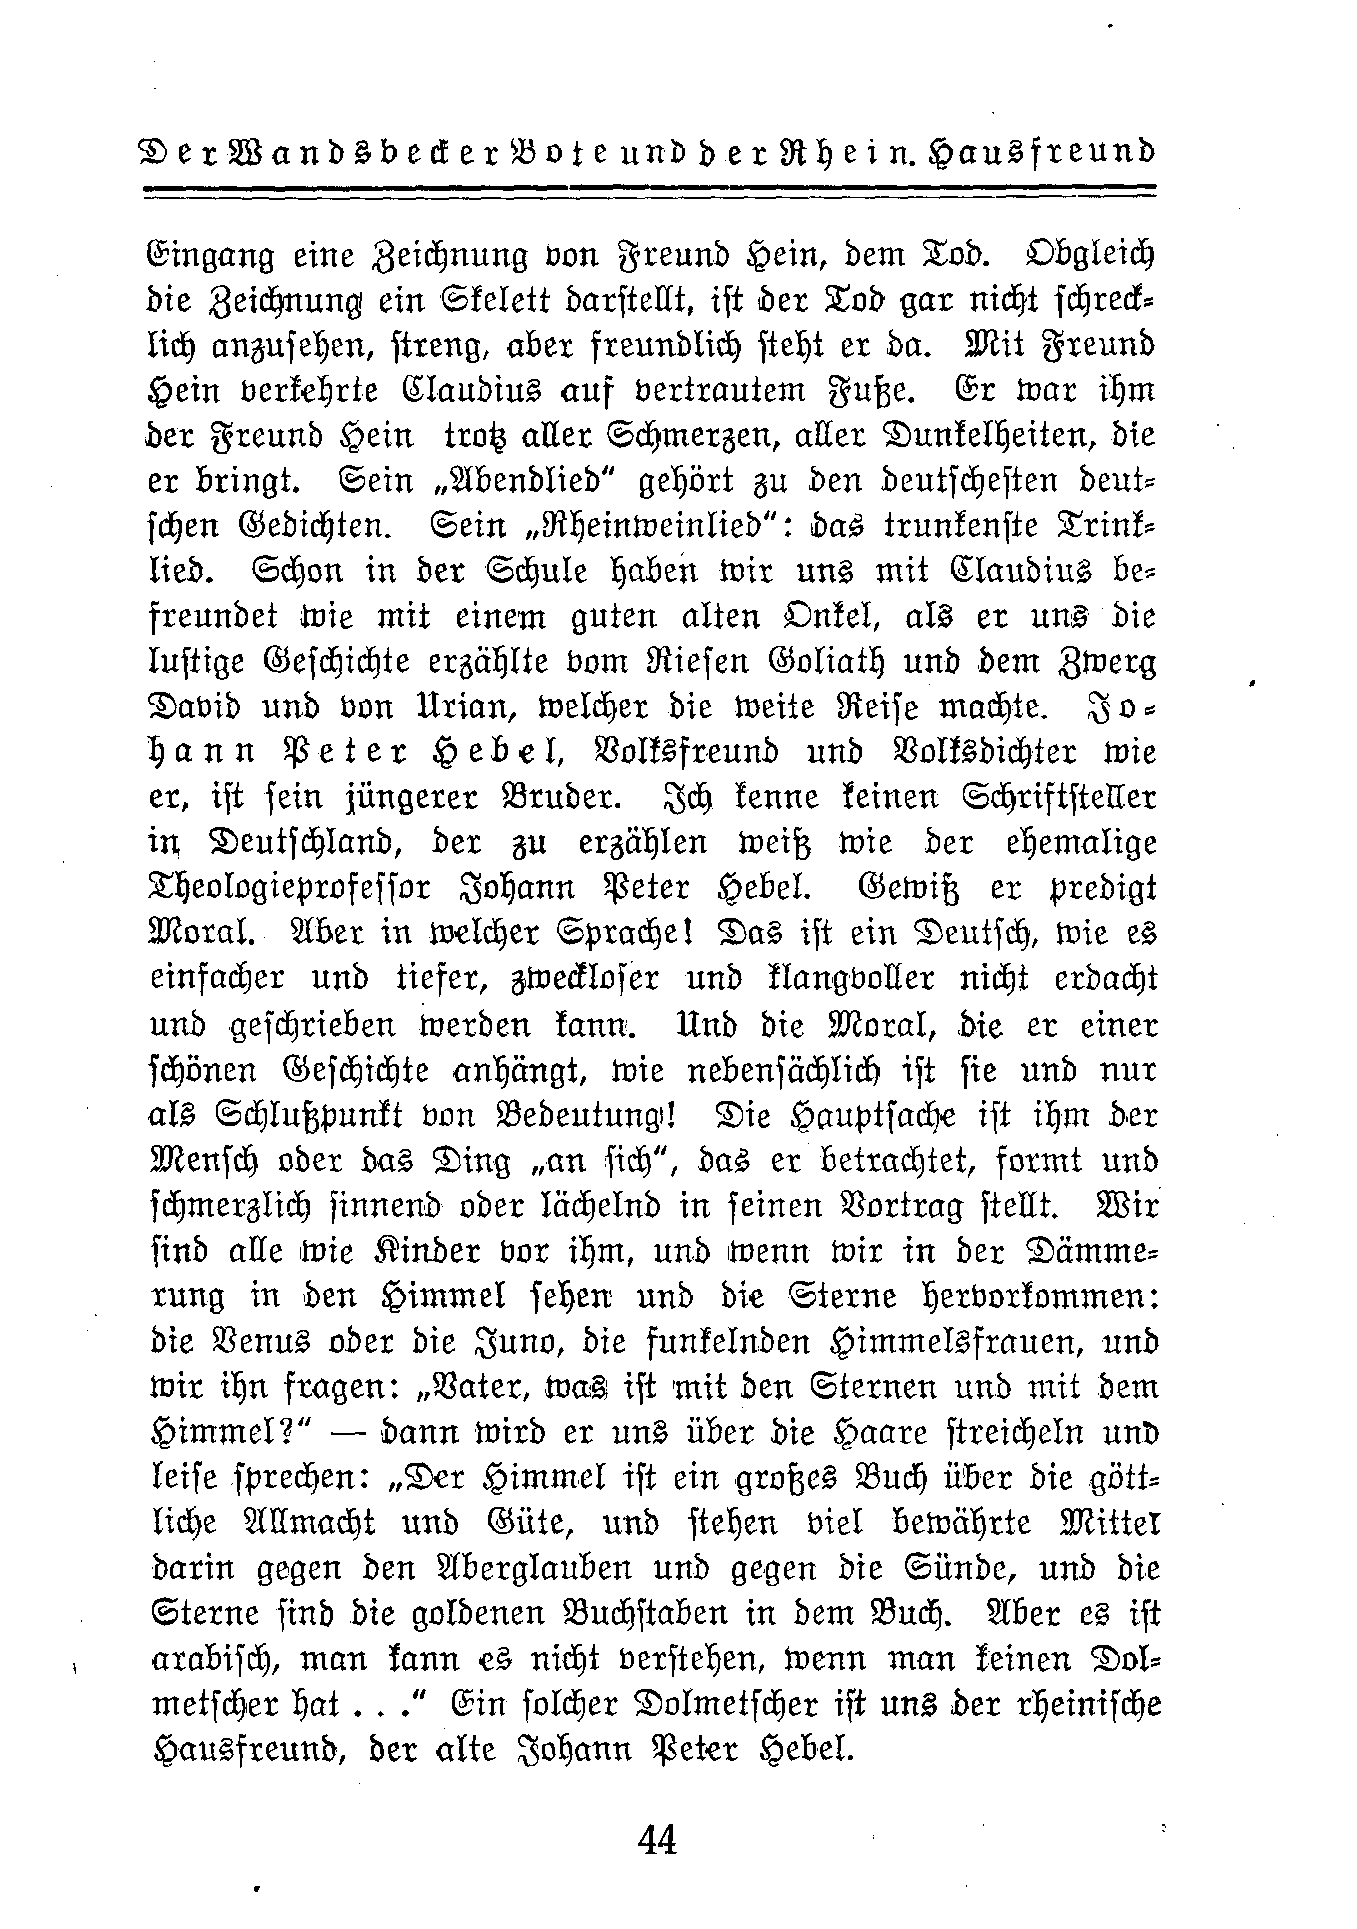 Der Wandsbecker Bote und der Rhein. Hausfreund
Eingang eine Zeichnung von Freund Hein, dem Tod. Obgleich
die Zeichnung ein Skelett darstellt, ist der Tod gar nicht schreck-
lich anzusehen, streng, aber freundlich steht er da. Mit Freund
Hein verkehrte Claudius auf vertrautem Fuße. Er war ihm
der Freund Hein trotz aller Schmerzen, aller Dunkelheiten, die
er bringt. Sein „Abendlied“ gehört zu den deutschesten deut-
schen Gedichten. Sein „Rheinweinlied“: das trunkenste Trink-
lied. Schon in der Schule haben wir uns mit Claudius be-
freundet wie mit einem guten alten Onkel, als er uns die
lustige Geschichte erzählte vom Riesen Goliath und dem Zwerg
David und von Urian, welcher die weite Reise machte. Jo-
hann Peter Hebel, Volksfreund und Volksdichter wie
er, ist sein jüngerer Bruder. Ich kenne keinen Schriftsteller
in Deutschland, der zu erzählen weiß wie der ehemalige
Theologieprofessor Johann Peter Hebel. Gewiß er predigt
Moral. Aber in welcher Sprache! Das ist ein Deutsch, wie es
einfacher und tiefer, zweckloser und klangvoller nicht erdacht
und geschrieben werden kann. Und die Moral, die er einer
schönen Geschichte anhängt, wie nebensächlich ist sie und nur
als Schlußpunkt von Bedeutung! Die Hauptsache ist ihm der
Mensch oder das Ding „an sich“, das er betrachtet, formt und
schmerzlich sinnend oder lächelnd in seinen Vortrag stellt. Wir
sind alle wie Kinder vor ihm, und wenn wir in der Dämme-
rung in den Himmel sehen und die Sterne hervorkommen:
die Venus oder die Juno, die funkelnden Himmelsfrauen, und
wir ihn fragen: „Vater, was ist mit den Sternen und mit dem
Himmel?“ — dann wird er uns über die Haare streicheln und
leise sprechen: „Der Himmel ist ein großes Buch über die gött-
liche Allmacht und Güte, und stehen viel bewährte Mittel
darin gegen den Aberglauben und gegen die Sünde, und die
Sterne sind die goldenen Buchstaben in dem Buch. Aber es ist
arabisch, man kann es nicht verstehen, wenn man keinen Dol-
metscher hat . . .“ Ein solcher Dolmetscher ist uns der rheinische
Hausfreund, der alte Johann Peter Hebel.
44